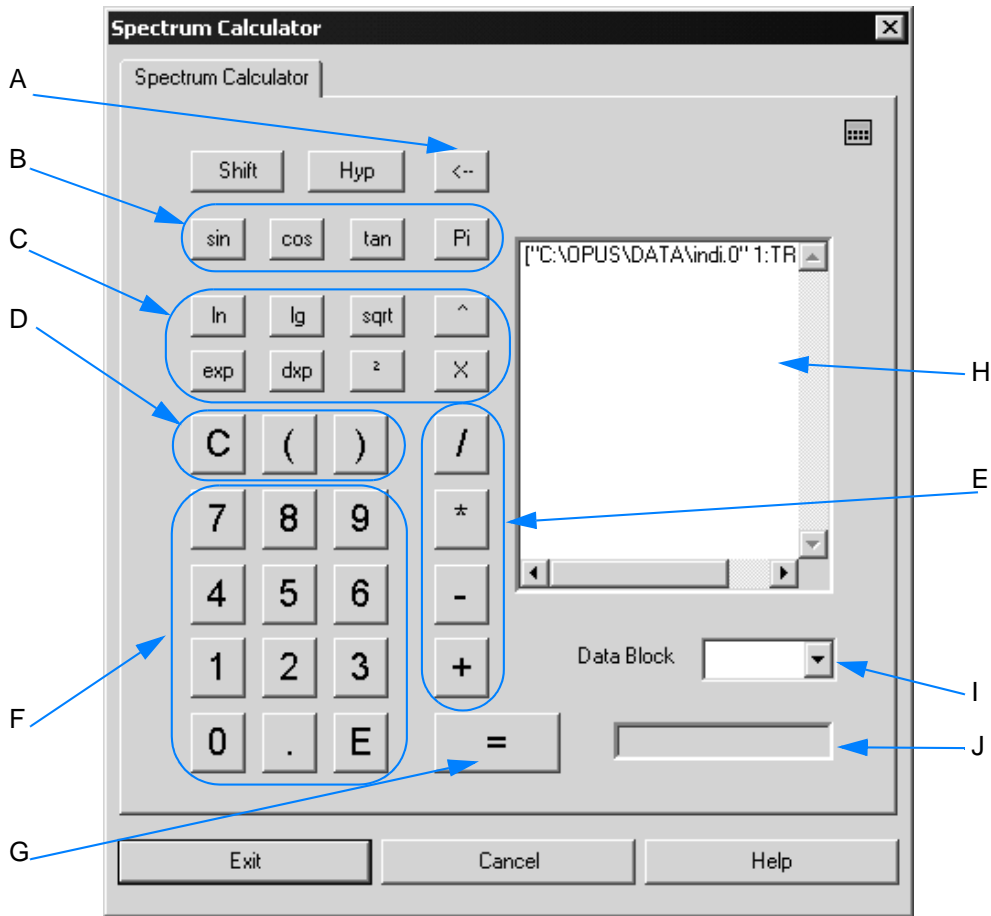 Spectrum Calculator
Spectrum Calculator
A
Shift Hyp <--
B
sin cos tan Pi
["C:\OPUS\DATA\indi.0" 1:TR
C
ln lg sqrt ^
D
exp dxp ² X
H
C ( ) /
E
7 8 9 *
4 5 6 -
1 2 3 +
Data Block
I
F
0 . E =
J
G
Exit Cancel Help